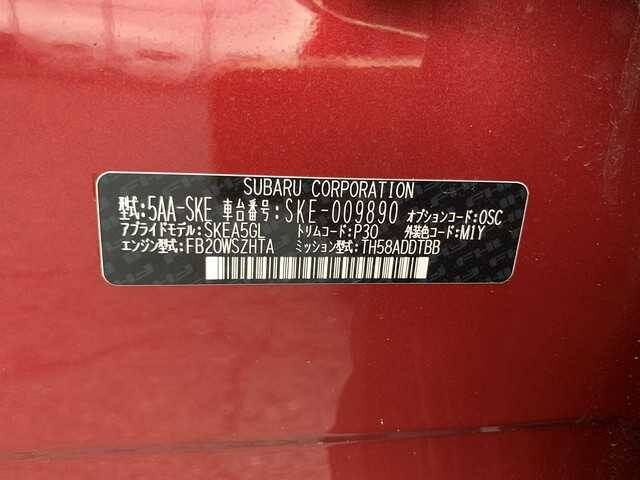 SUBARU CORPORATION
型式:5AA-SKE 車台番号:SKE-009890 オプションコード:OSC
アプライドモデル:SKEA5GL トリムコード:P30 外装色コード:M1Y
エンジン型式:FB20WSZHTA ミッション型式:TH58ADDTBB